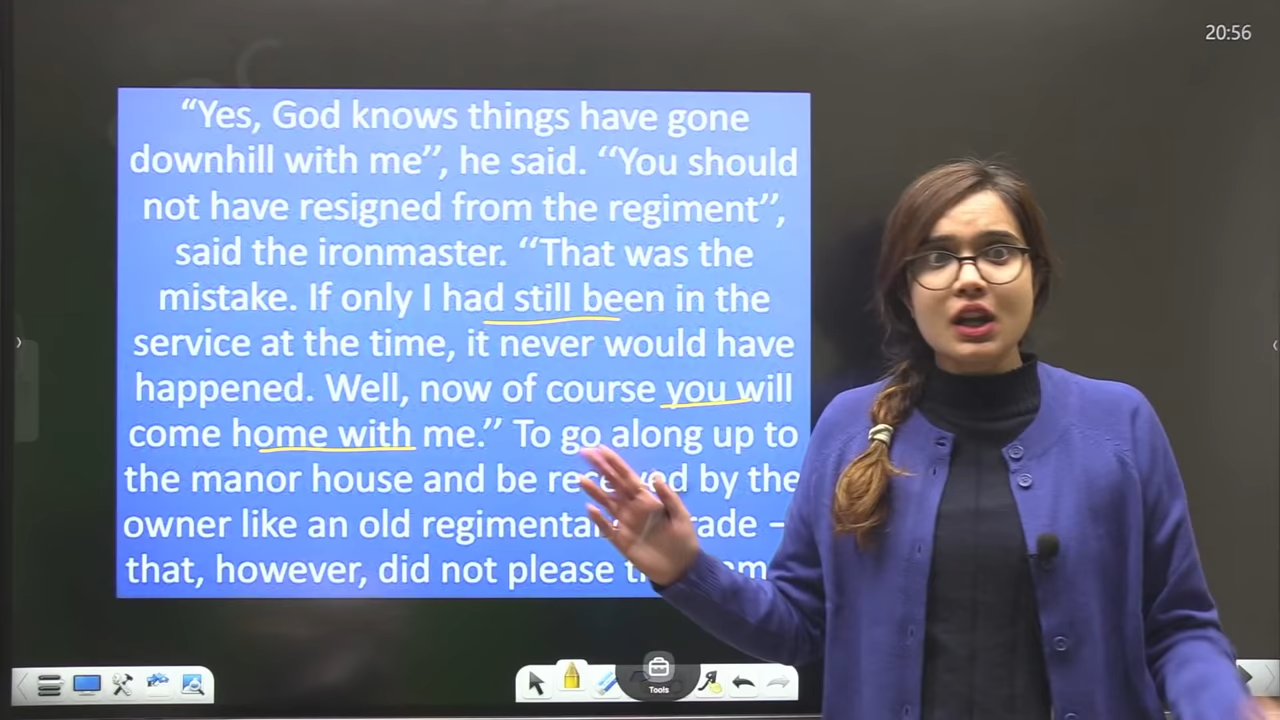 20:56
“Yes, God knows things have gone
downhill with me”, he said. ‘‘You should
not have resigned from the regiment’’,
said the ironmaster. ‘‘That was the
mistake. If only I had still been in the
service at the time, it never would have
happened. Well, now of course you will
come home with me.’’ To go along up to
the manor house and be received by the
owner like an old regimental –
that, however, did not please
Tools